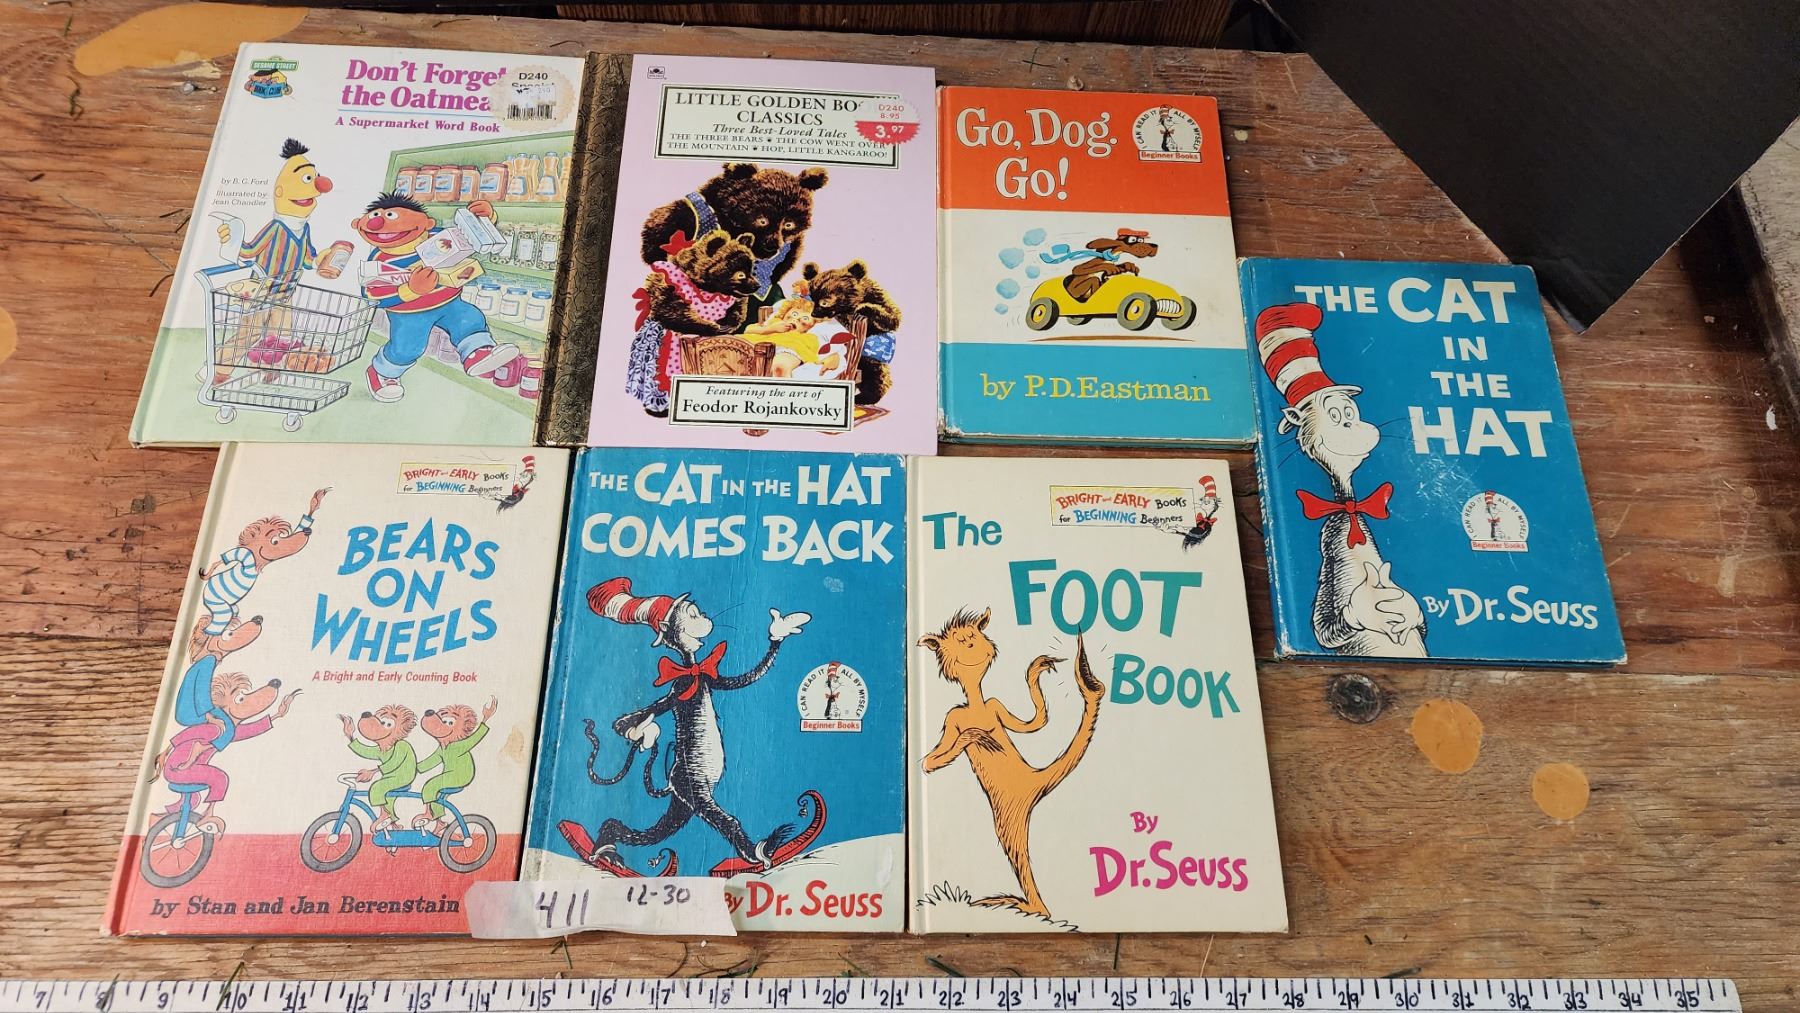 SESAME STREET
BOOK CLUB
Don't Forget
the Oatmea
A Supermarket Word Book
D240
by B.G. Ford
Illustrated by
Jean Chandler
LITTLE GOLDEN BO
CLASSICS
Three Best-Loved Tales
THE THREE BEARS THE COW WENT OVER
THE MOUNTAIN HOP, LITTLE KANGAROO!
D240
8.95
3.97
Featuring the art of
Feodor Rojankovsky
Go, Dog.
Go!
I CAN READ IT ALL BY MYSELF
Beginner Books
by P.D. Eastman
THE CAT
IN
THE
HAT
I CAN READ IT ALL BY MYSELF
Beginner Books
By Dr. Seuss
BRIGHT and EARLY BOOKS
for BEGINNING Beginners
BEARS
ON
WHEELS
A Bright and Early Counting Book
by Stan and Jan Berenstain
THE CAT IN THE HAT
COMES BACK
I CAN READ IT ALL BY MYSELF
Beginner Books
By Dr. Seuss
411 12-30
BRIGHT and EARLY BOOKS
for BEGINNING Beginners
The
FOOT
BOOK
By
Dr. Seuss
7 8 9 10 11 12 13 14 15 16 17 18 19 20 21 22 23 24 25 26 27 28 29 30 31 32 33 34 35